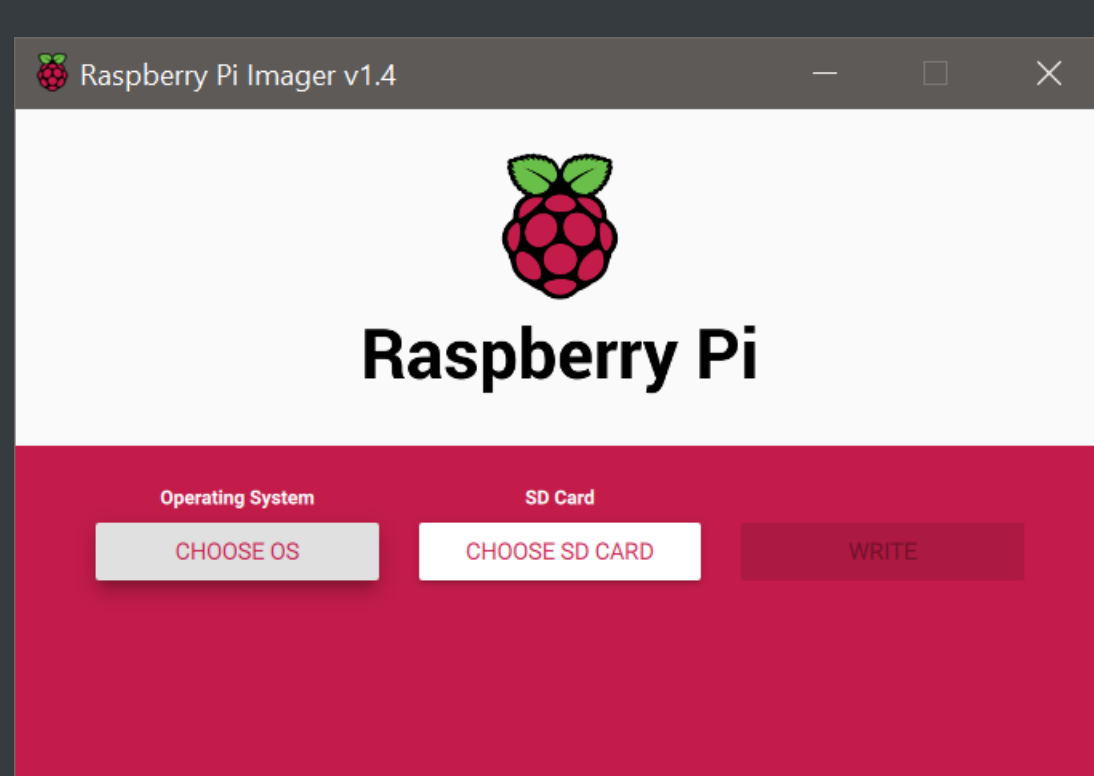 Raspberry Pi Imager v1.4
Raspberry Pi
Operating System
SD Card
CHOOSE OS
CHOOSE SD CARD
WRITE